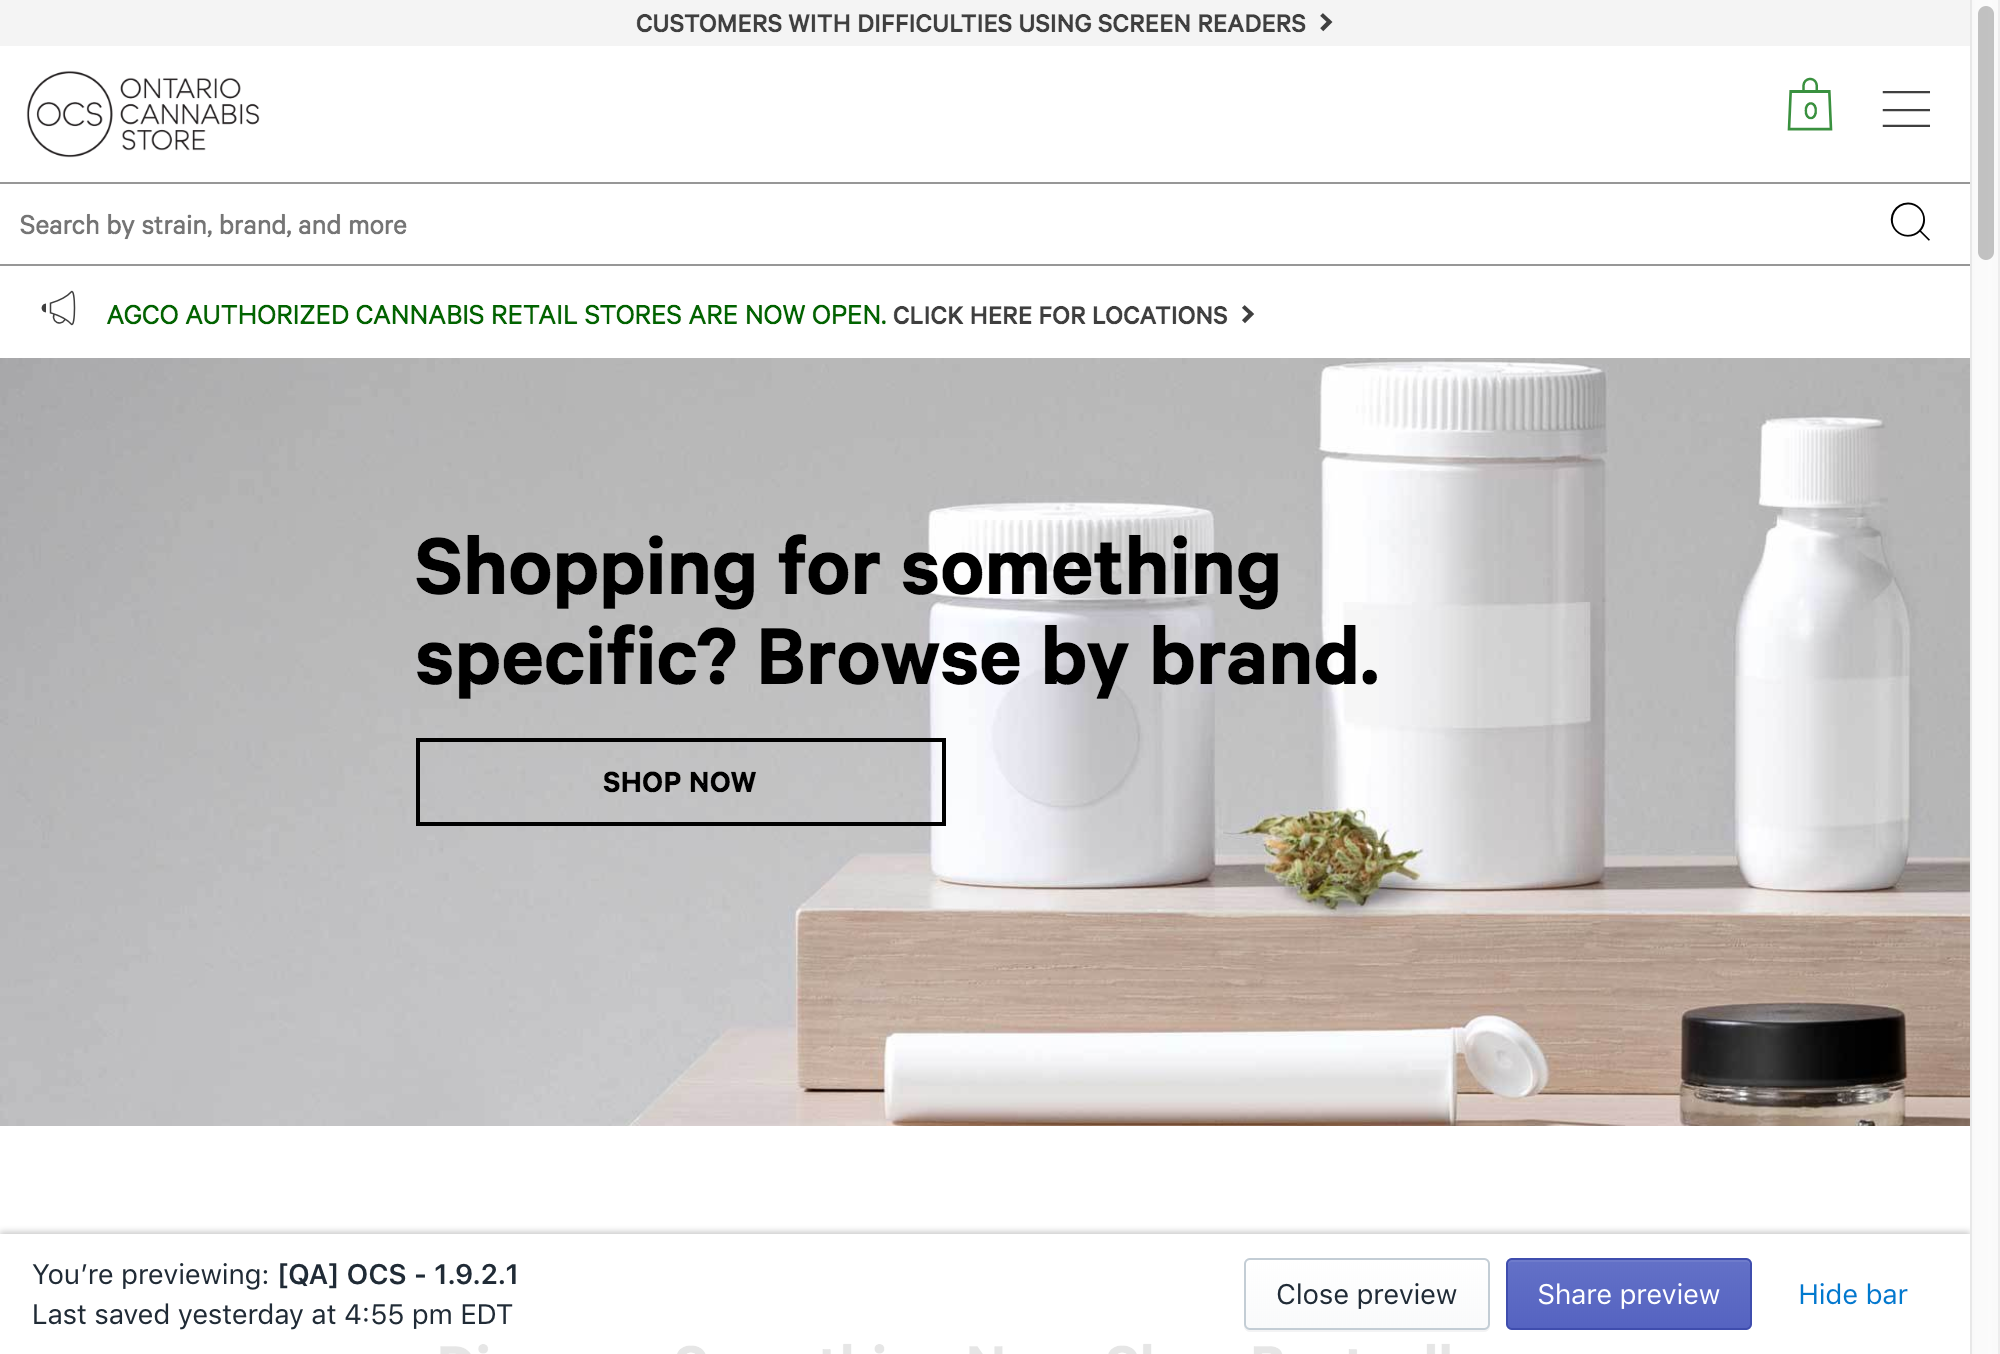 CUSTOMERS WITH DIFFICULTIES USING SCREEN READERS
OCS
ONTARIO
CANNABIS
STORE
0
Search by strain, brand, and more
AGCO AUTHORIZED CANNABIS RETAIL STORES ARE NOW OPEN. CLICK HERE FOR LOCATIONS
Shopping for something
specific? Browse by brand.
SHOP NOW
You’re previewing: [QA] OCS - 1.9.2.1
Last saved yesterday at 4:55 pm EDT
Close preview
Share preview
Hide bar